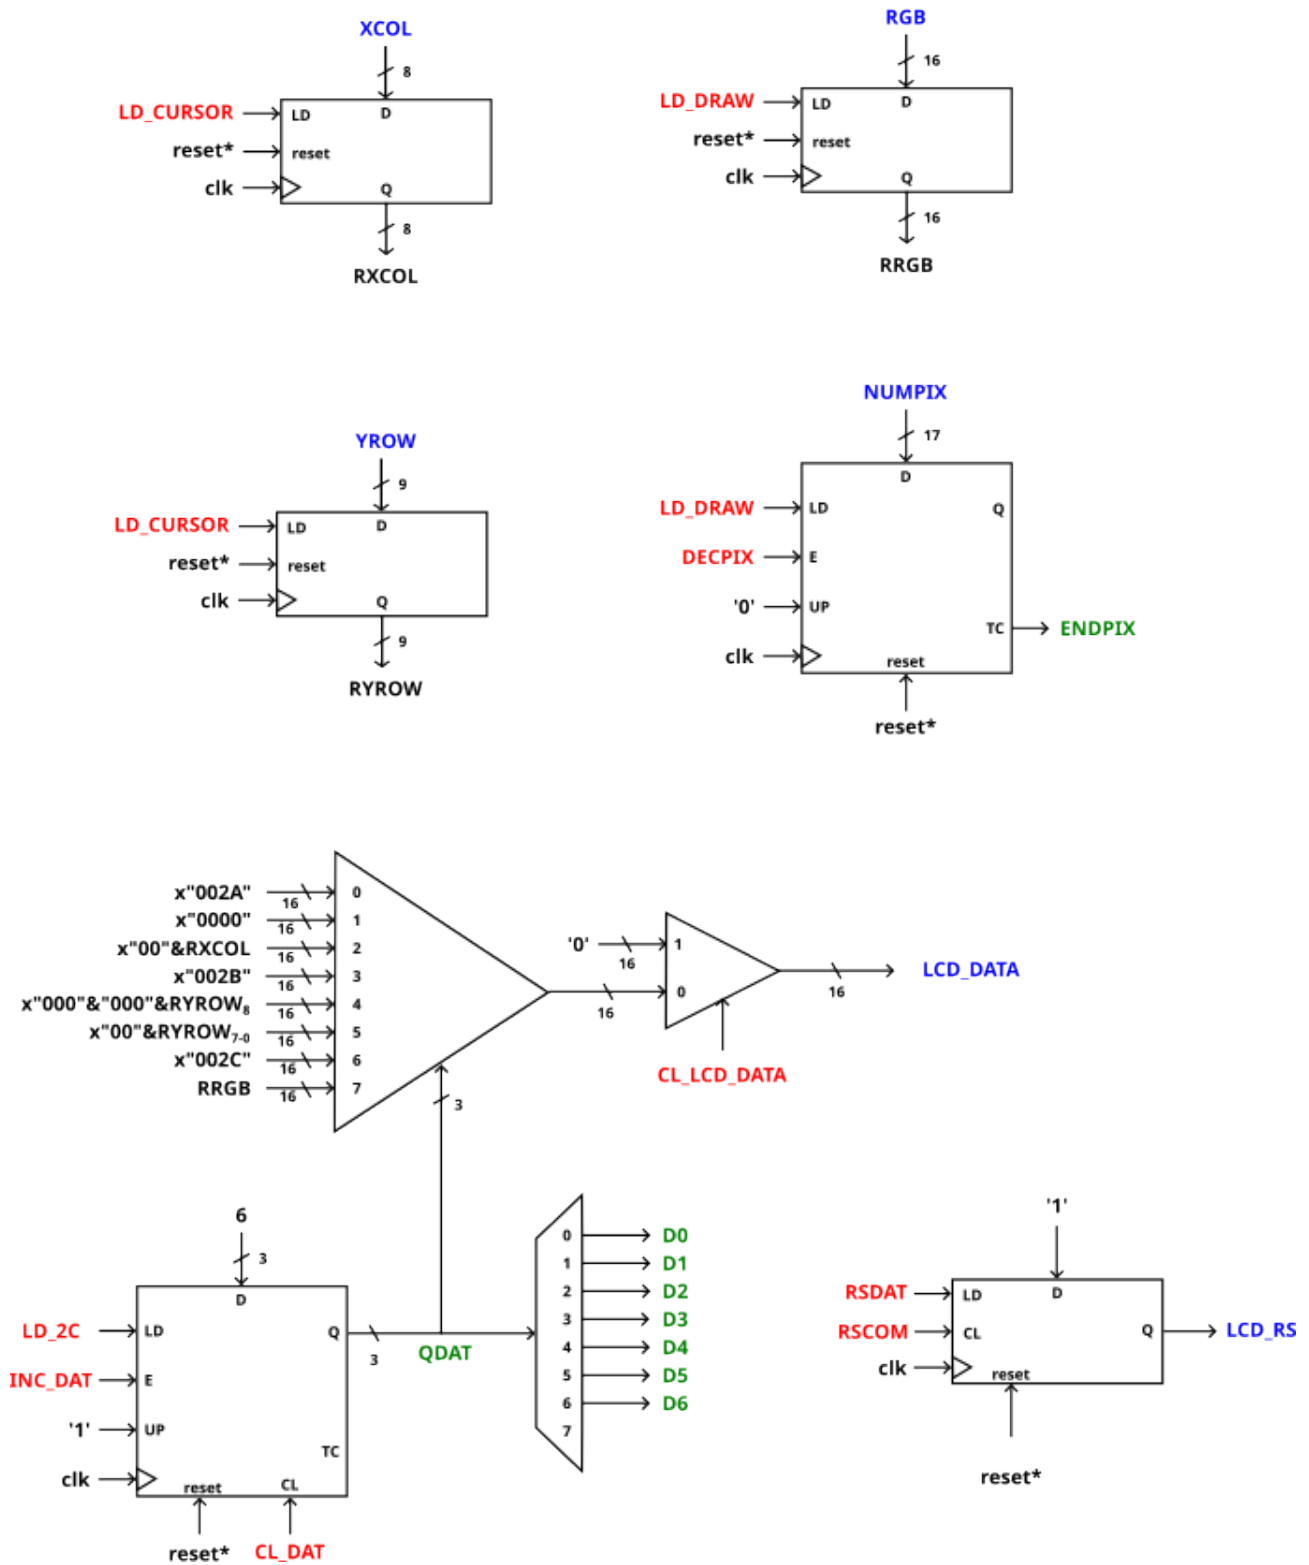 XCOL
8
LD_CURSOR
LD
D
reset*
reset
clk
Q
8
RXCOL
RGB
16
LD_DRAW
LD
D
reset*
reset
clk
Q
16
RRGB
YROW
9
LD_CURSOR
LD
D
reset*
reset
clk
Q
9
RYROW
NUMPIX
17
D
LD_DRAW
LD
Q
DECPIX
E
'0'
UP
TC
ENDPIX
clk
reset
reset*
x"002A"
16
0
x"0000"
16
1
x"00"&RXCOL
16
2
x"002B"
16
3
x"000"&"000"&RYROW8
16
4
x"00"&RYROW7-0
16
5
x"002C"
16
6
RRGB
16
7
3
16
'0'
16
1
0
CL_LCD_DATA
16
LCD_DATA
6
3
D
LD_2C
LD
Q
3
QDAT
INC_DAT
E
'1'
UP
TC
clk
reset
CL
reset*
CL_DAT
0
D0
1
D1
2
D2
3
D3
4
D4
5
D5
6
D6
7
'1'
RSDAT
LD
D
RSCOM
CL
Q
LCD_RS
clk
reset
reset*